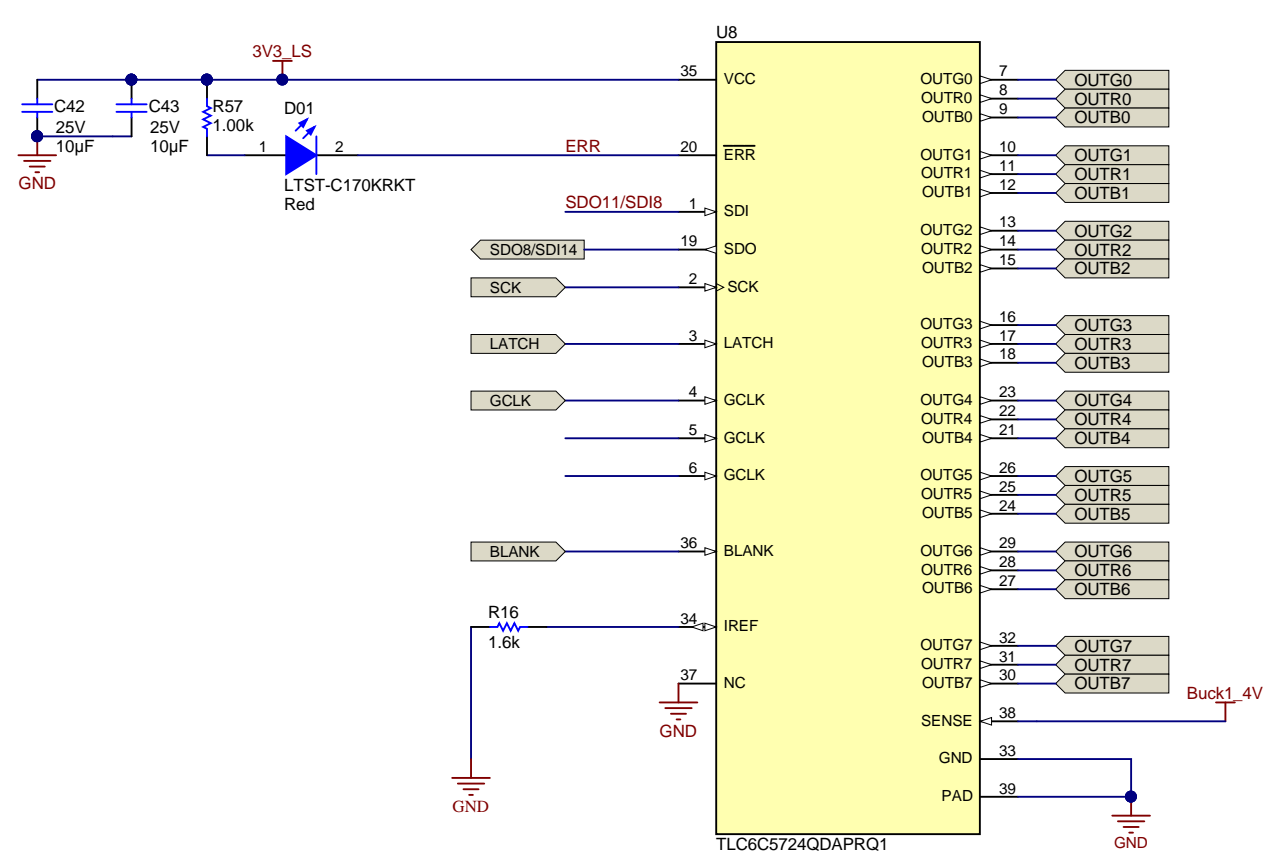 U8
3V3_LS
35 VCC
OUTG0 7 OUTG0
OUTR0 8 OUTR0
OUTB0 9 OUTB0
C42
25V
10µF
C43
25V
10µF
R57
1.00k
D01
1 2
LTST-C170KRKT
Red
GND
ERR 20 ERR
OUTG1 10 OUTG1
OUTR1 11 OUTR1
OUTB1 12 OUTB1
SDO11/SDI8 1 SDI
SDO8/SDI14 19 SDO
OUTG2 13 OUTG2
OUTR2 14 OUTR2
OUTB2 15 OUTB2
SCK 2 SCK
LATCH 3 LATCH
OUTG3 16 OUTG3
OUTR3 17 OUTR3
OUTB3 18 OUTB3
GCLK 4 GCLK
5 GCLK
6 GCLK
OUTG4 23 OUTG4
OUTR4 22 OUTR4
OUTB4 21 OUTB4
OUTG5 26 OUTG5
OUTR5 25 OUTR5
OUTB5 24 OUTB5
BLANK 36 BLANK
OUTG6 29 OUTG6
OUTR6 28 OUTR6
OUTB6 27 OUTB6
R16
1.6k
34 IREF
GND
OUTG7 32 OUTG7
OUTR7 31 OUTR7
OUTB7 30 OUTB7
37 NC
GND
Buck1_4V
SENSE 38
GND 33
PAD 39
GND
TLC6C5724QDAPRQ1